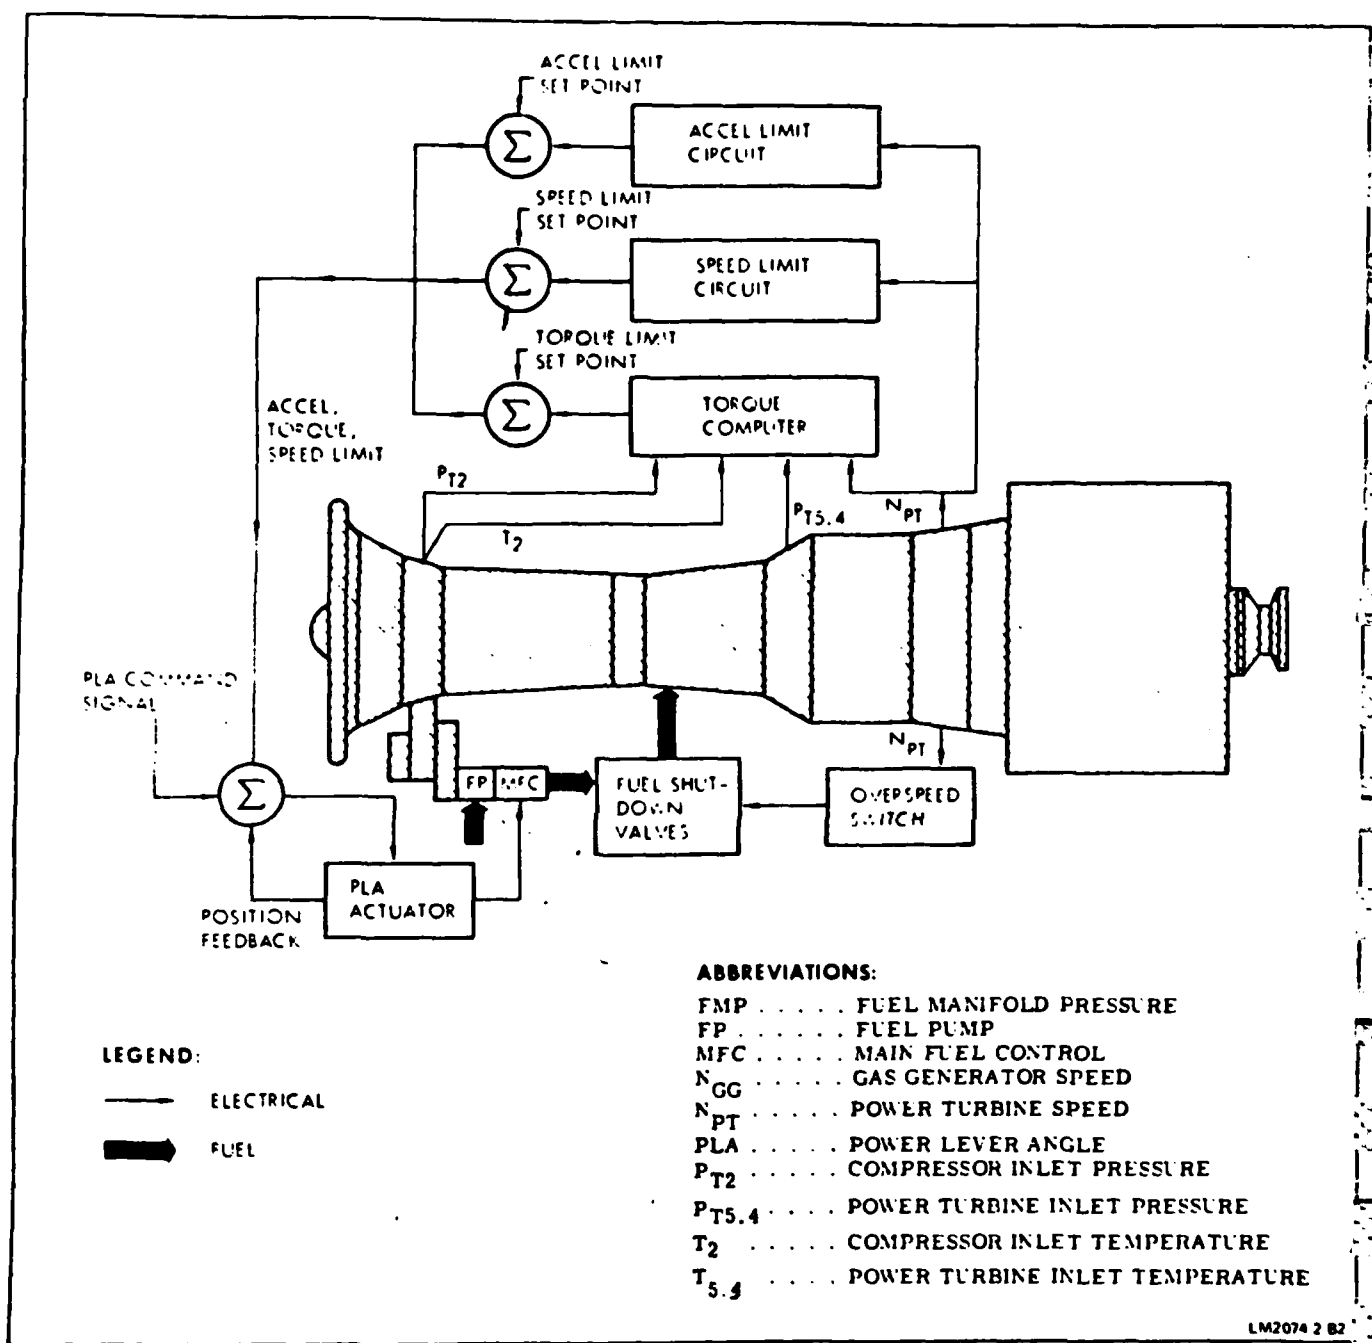 ACCEL LIMIT
SET POINT
Σ
ACCEL LIMIT
CIRCUIT
SPEED LIMIT
SET POINT
Σ
SPEED LIMIT
CIRCUIT
TORQUE LIMIT
SET POINT
Σ
TORQUE
COMPUTER
ACCEL,
TORQUE,
SPEED LIMIT
PT2
T2
PT5.4
NPT
PLA COMMAND
SIGNAL
Σ
FP
MFC
FUEL SHUT-
DOWN
VALVES
NPT
OVERSPEED
SWITCH
PLA
ACTUATOR
POSITION
FEEDBACK
LEGEND:
ELECTRICAL
FUEL
ABBREVIATIONS:
FMP . . . . . FUEL MANIFOLD PRESSURE
FP . . . . . FUEL PUMP
MFC . . . . . MAIN FUEL CONTROL
NGG . . . . . GAS GENERATOR SPEED
NPT . . . . . POWER TURBINE SPEED
PLA . . . . . POWER LEVER ANGLE
PT2 . . . . . COMPRESSOR INLET PRESSURE
PT5.4 . . . . POWER TURBINE INLET PRESSURE
T2 . . . . . COMPRESSOR INLET TEMPERATURE
T5.4 . . . . POWER TURBINE INLET TEMPERATURE
LM2074 2 B2